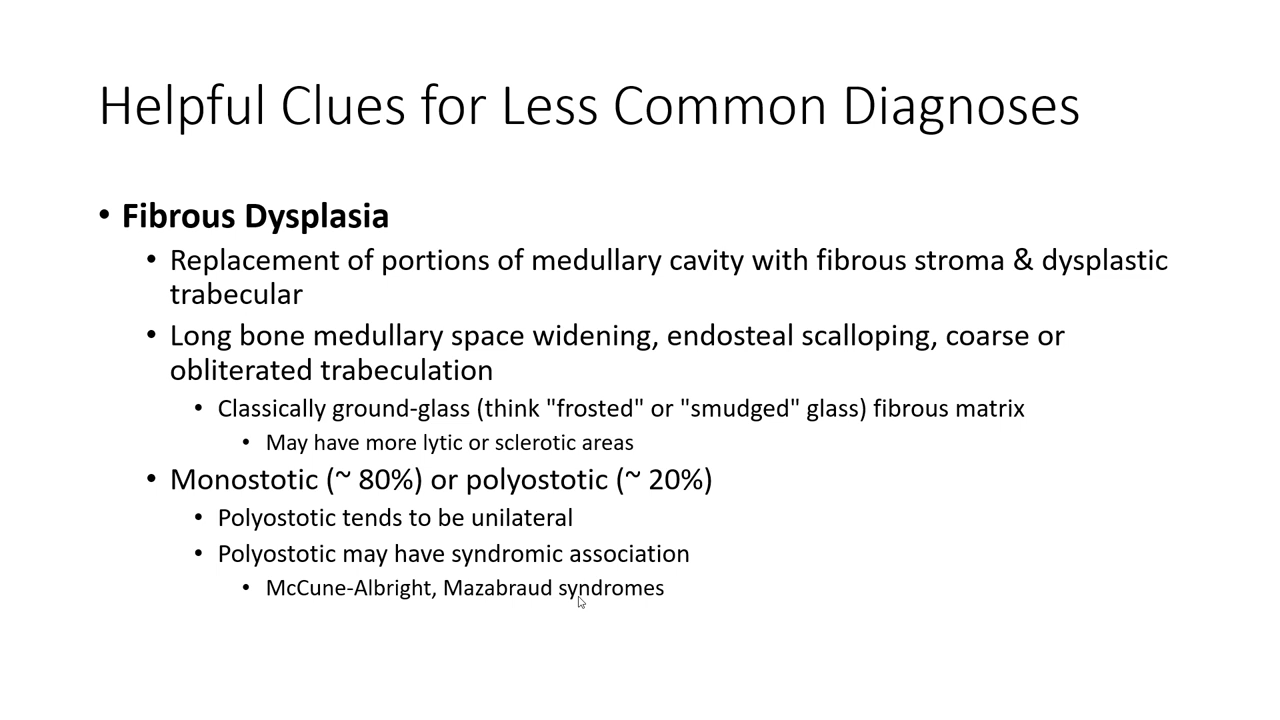 Helpful Clues for Less Common Diagnoses
• Fibrous Dysplasia
• Replacement of portions of medullary cavity with fibrous stroma & dysplastic
trabecular
• Long bone medullary space widening, endosteal scalloping, coarse or
obliterated trabeculation
• Classically ground-glass (think "frosted" or "smudged" glass) fibrous matrix
• May have more lytic or sclerotic areas
• Monostotic (~ 80%) or polyostotic (~ 20%)
• Polyostotic tends to be unilateral
• Polyostotic may have syndromic association
• McCune-Albright, Mazabraud syndromes